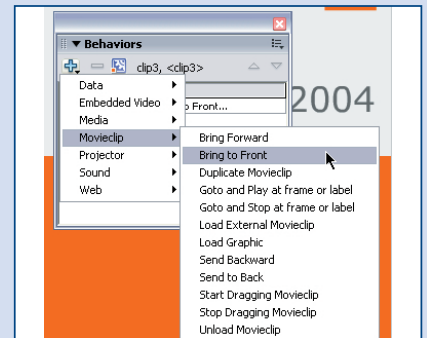 Behaviors
clip3, <clip3>
Data
Embedded Video
o Front...
Media
Movieclip
Projector
Sound
Web
2004
Bring Forward
Bring to Front
Duplicate Movieclip
Goto and Play at frame or label
Goto and Stop at frame or label
Load External Movieclip
Load Graphic
Send Backward
Send to Back
Start Dragging Movieclip
Stop Dragging Movieclip
Unload Movieclip